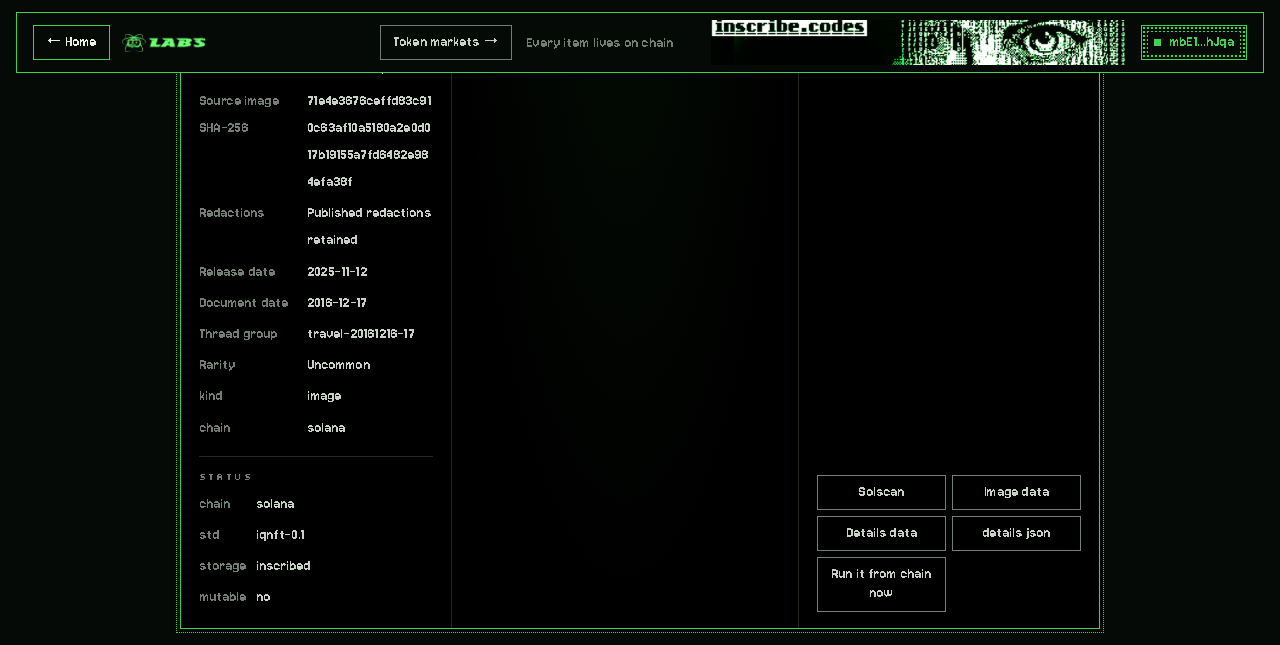 ← Home
LABS
Token markets →
Every item lives on chain
inscribe.codes
mbE1...hJqa
Source image 71e4e3676ceffd83c91
SHA-256 0c63af10a5180a2e0d0
17b19155a7fd6482e98
4efa38f
Redactions Published redactions
retained
Release date 2025-11-12
Document date 2016-12-17
Thread group travel-20161216-17
Rarity Uncommon
kind image
chain solana
STATUS
chain solana
std iqnft-0.1
storage inscribed
mutable no
Solscan
Image data
Details data
details json
Run it from chain
now